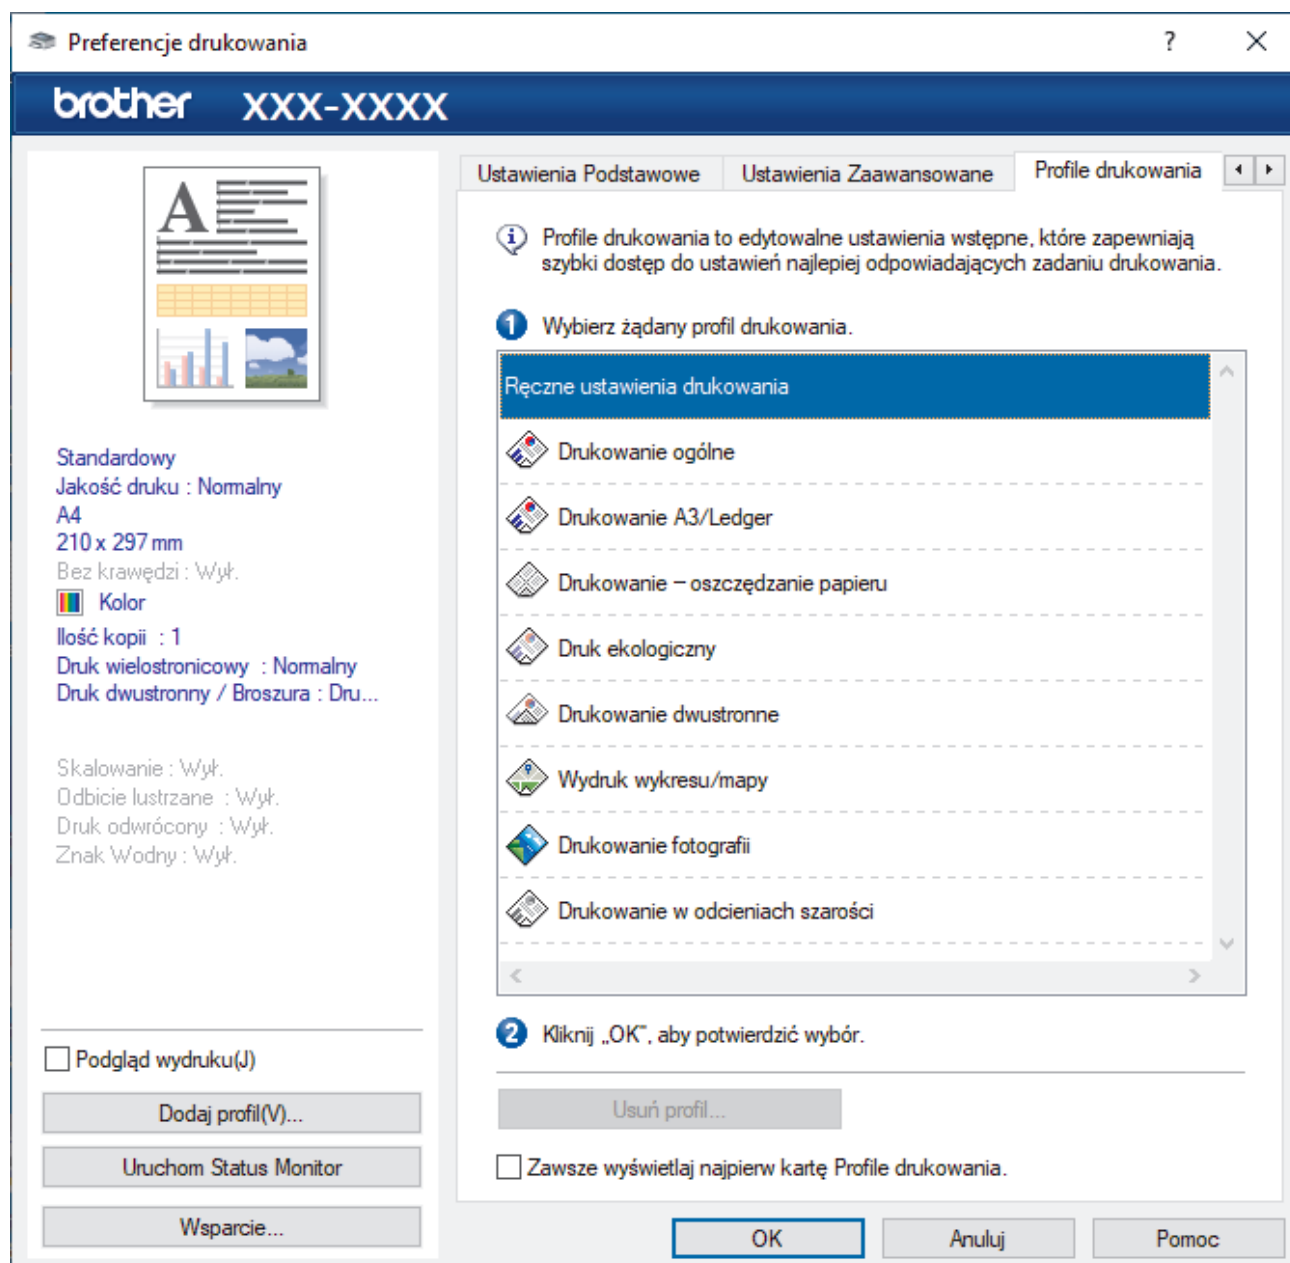 Preferencje drukowania
?
brother XXX-XXXX
A
Standardowy
Jakość druku : Normalny
A4
210 x 297 mm
Bez krawędzi : Wył.
Kolor
Ilość kopii : 1
Druk wielostronicowy : Normalny
Druk dwustronny / Broszura : Dru...
Skalowanie : Wył.
Odbicie lustrzane : Wył.
Druk odwrócony : Wył.
Znak Wodny : Wył.
Podgląd wydruku(J)
Dodaj profil(V)...
Uruchom Status Monitor
Wsparcie...
Ustawienia Podstawowe
Ustawienia Zaawansowane
Profile drukowania
Profile drukowania to edytowalne ustawienia wstępne, które zapewniają
szybki dostęp do ustawień najlepiej odpowiadających zadaniu drukowania.
1 Wybierz żądany profil drukowania.
Ręczne ustawienia drukowania
Drukowanie ogólne
Drukowanie A3/Ledger
Drukowanie – oszczędzanie papieru
Druk ekologiczny
Drukowanie dwustronne
Wydruk wykresu/mapy
Drukowanie fotografii
Drukowanie w odcieniach szarości
2 Kliknij „OK”, aby potwierdzić wybór.
Usuń profil...
Zawsze wyświetlaj najpierw kartę Profile drukowania.
OK
Anuluj
Pomoc